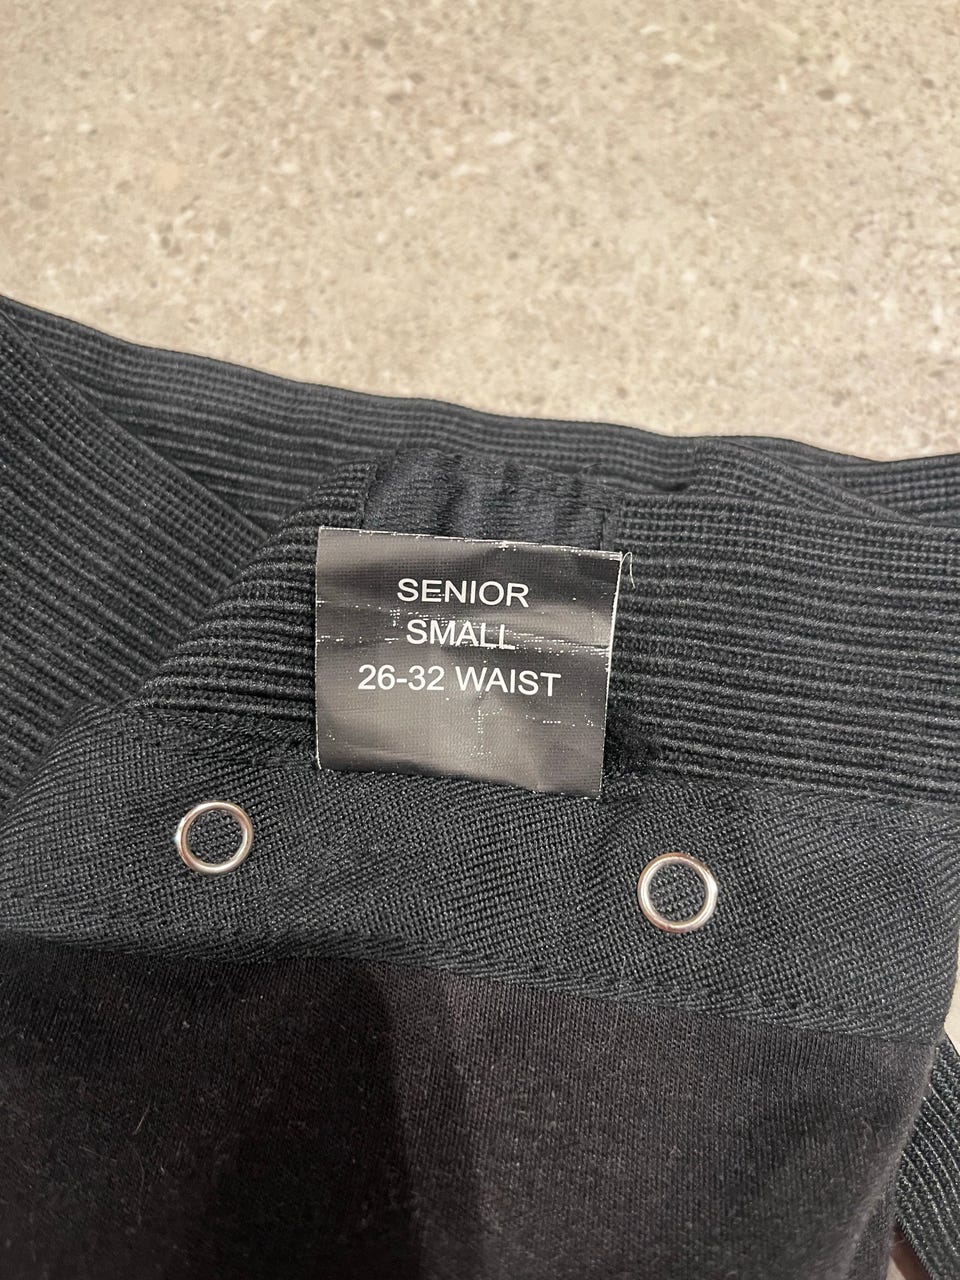 SENIOR
SMALL
26-32 WAIST